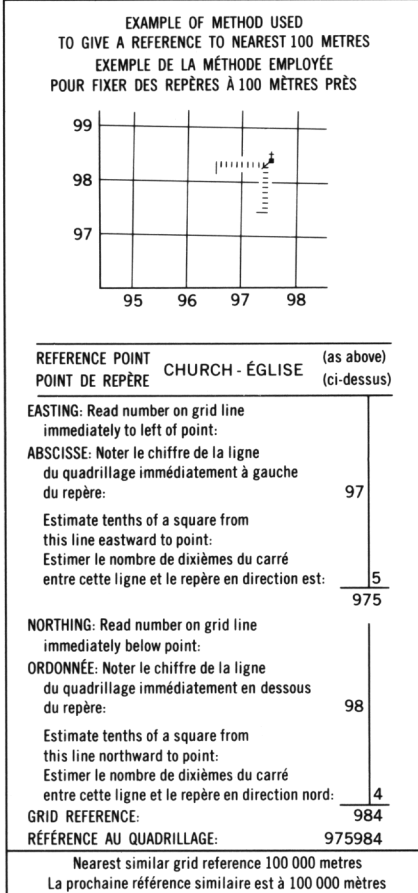 EXAMPLE OF METHOD USED
TO GIVE A REFERENCE TO NEAREST 100 METRES
EXEMPLE DE LA MÉTHODE EMPLOYÉE
POUR FIXER DES REPÈRES À 100 MÈTRES PRÈS
99
98
97
95 96 97 98
REFERENCE POINT
POINT DE REPÈRE
CHURCH - ÉGLISE
(as above)
(ci-dessus)
EASTING: Read number on grid line
immediately to left of point:
ABSCISSE: Noter le chiffre de la ligne
du quadrillage immédiatement à gauche
du repère: 97
Estimate tenths of a square from
this line eastward to point:
Estimer le nombre de dixièmes du carré
entre cette ligne et le repère en direction est: 5
975
NORTHING: Read number on grid line
immediately below point:
ORDONNÉE: Noter le chiffre de la ligne
du quadrillage immédiatement en dessous
du repère: 98
Estimate tenths of a square from
this line northward to point:
Estimer le nombre de dixièmes du carré
entre cette ligne et le repère en direction nord: 4
GRID REFERENCE: 984
RÉFÉRENCE AU QUADRILLAGE: 975984
Nearest similar grid reference 100 000 metres
La prochaine référence similaire est à 100 000 mètres